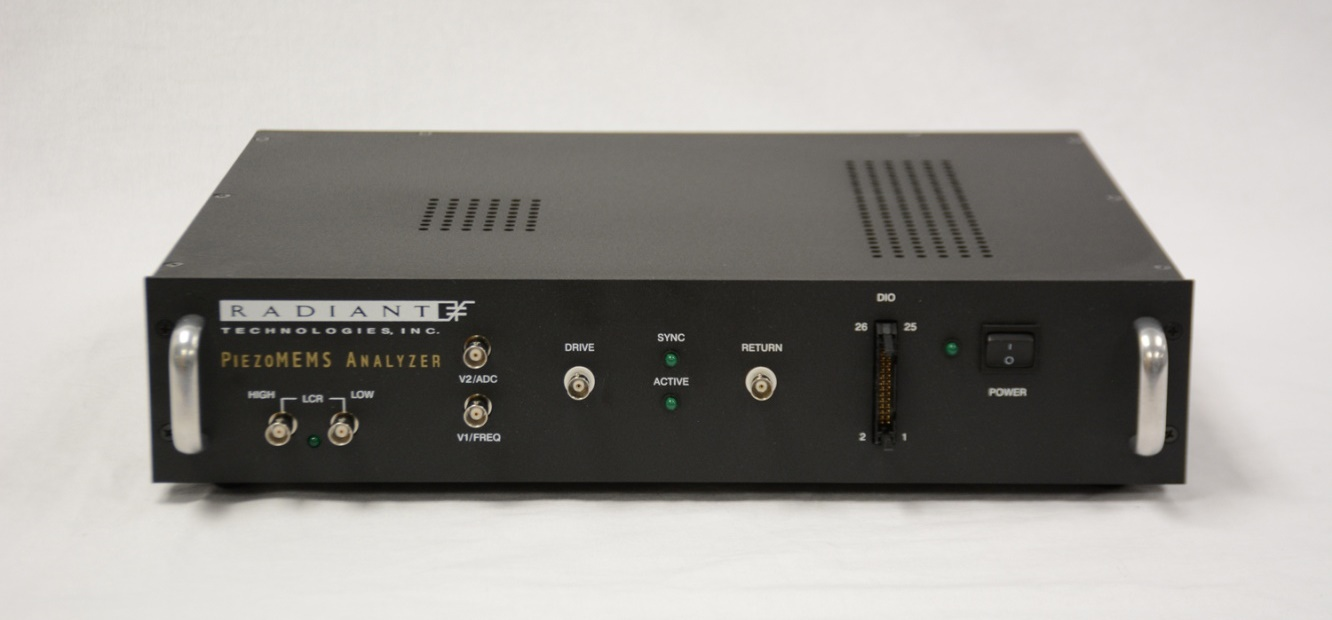 RADIANT
TECHNOLOGIES, INC.
PIEZOMEMS ANALYZER
HIGH LCR LOW
V2/ADC
V1/FREQ
DRIVE
SYNC
ACTIVE
RETURN
DIO
26 25
2 1
I
O
POWER